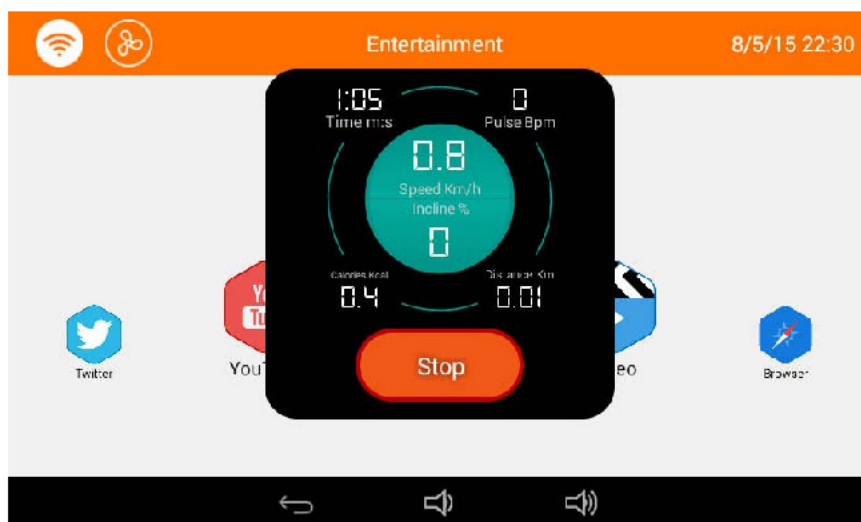 Entertainment
8/5/15 22:30
1:05
Time m:s
0
Pulse Bpm
0.8
Speed Km/h
Incline %
0
Calories Kcal
0.4
Distance Km
0.01
Stop
Twitter
Browser